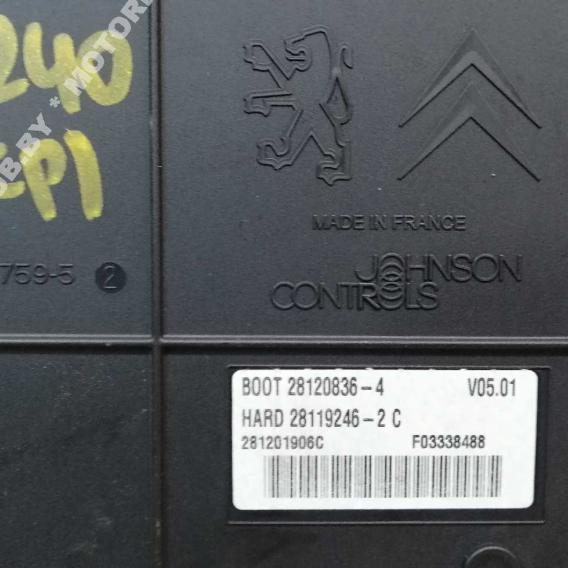 240
MADE IN FRANCE
759-5 2
JOHNSON
CONTROLS
BOOT 28120836-4 V05.01
HARD 28119246-2 C
281201906C F03338488